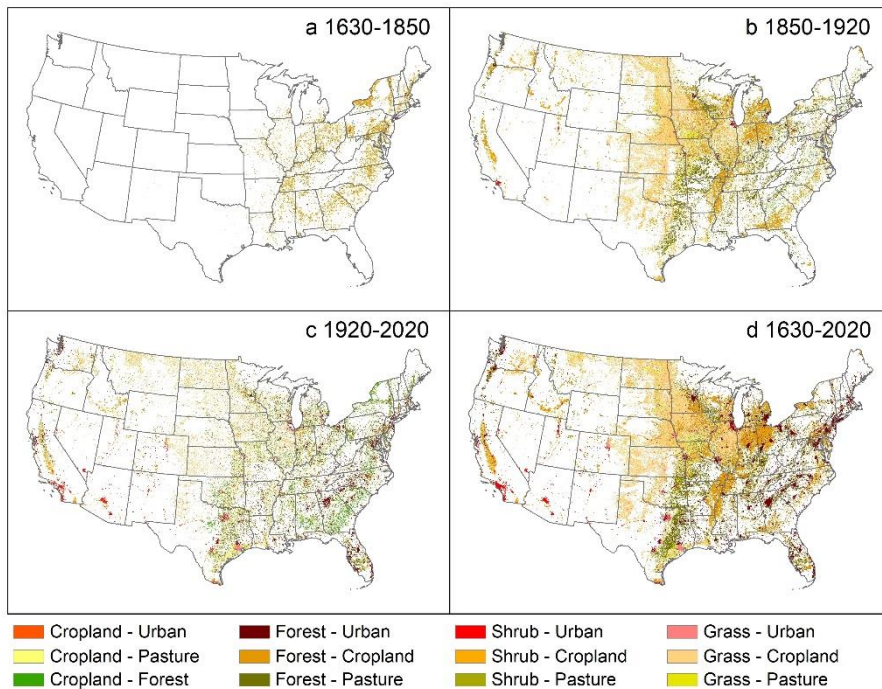 a 1630-1850
b 1850-1920
c 1920-2020
d 1630-2020
Cropland - Urban
Forest - Urban
Shrub - Urban
Grass - Urban
Cropland - Pasture
Forest - Cropland
Shrub - Cropland
Grass - Cropland
Cropland - Forest
Forest - Pasture
Shrub - Pasture
Grass - Pasture